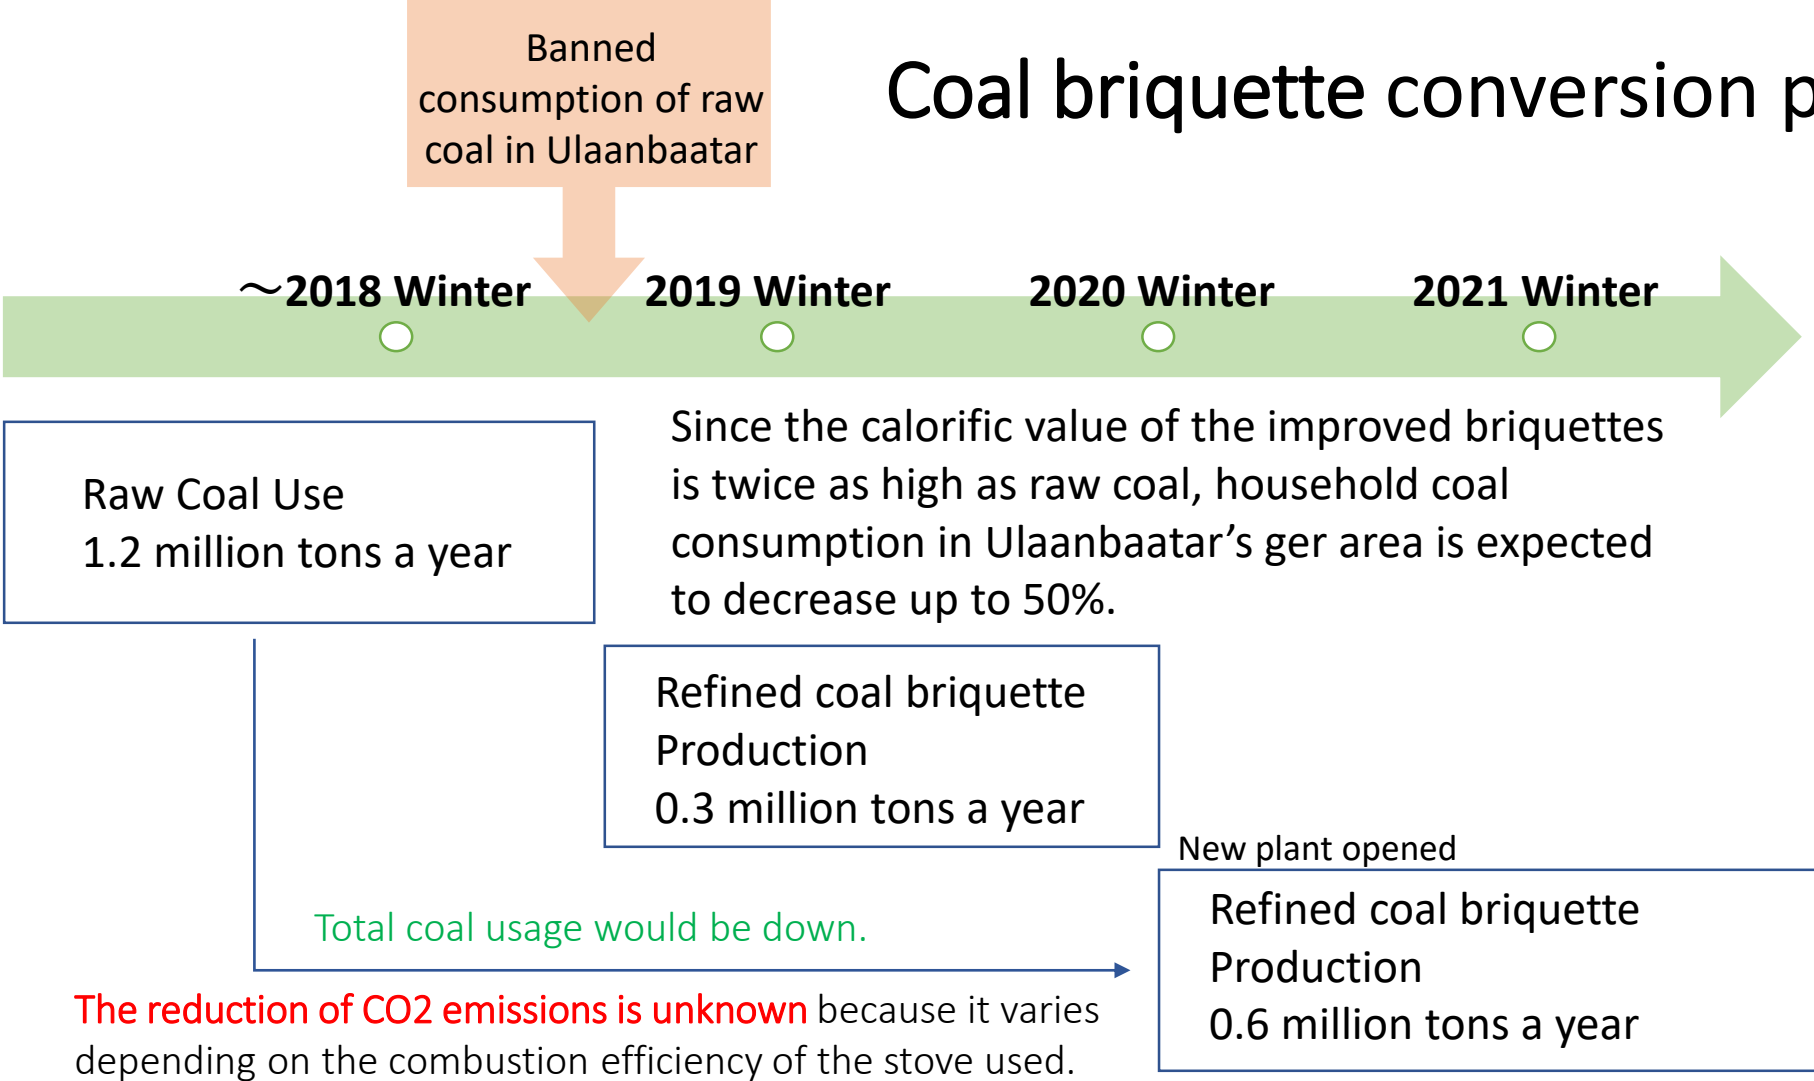 Banned
consumption of raw
coal in Ulaanbaatar
Coal briquette conversion p
～2018 Winter
2019 Winter
2020 Winter
2021 Winter
Raw Coal Use
1.2 million tons a year
Since the calorific value of the improved briquettes
is twice as high as raw coal, household coal
consumption in Ulaanbaatar’s ger area is expected
to decrease up to 50%.
Refined coal briquette
Production
0.3 million tons a year
New plant opened
Refined coal briquette
Production
0.6 million tons a year
Total coal usage would be down.
The reduction of CO2 emissions is unknown because it varies
depending on the combustion efficiency of the stove used.